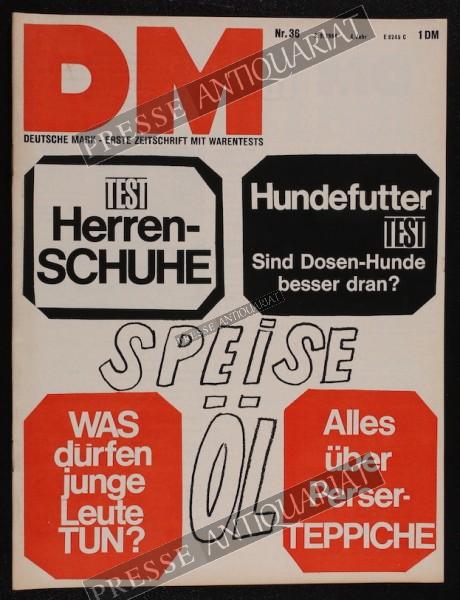 DM
Nr. 36
E 8245 C
1 DM
DEUTSCHE MARK - ERSTE ZEITSCHRIFT MIT WARENTESTS
TEST
Herren-
SCHUHE
Hundefutter
TEST
Sind Dosen-Hunde
besser dran?
SPEiSE
ÖL
WAS
dürfen
junge
Leute
TUN?
Alles
über
Perser-
TEPPICHE
PRESSE ANTIQUARIAT
PRESSE ANTIQUARIAT
PRESSE ANTIQUARIAT